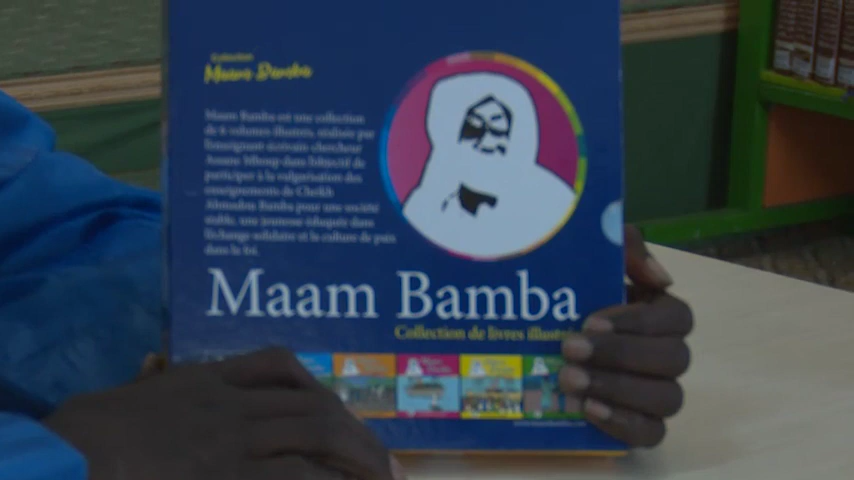 Collection
Maam Bamba
Maam Bamba est une collection
de 6 volumes illustrés, réalisée par
l'enseignant-écrivain chercheur
Assane Mboup dans l'objectif de
participer à la vulgarisation des
enseignements de Cheikh
Ahmadou Bamba pour une société
stable, une jeunesse éduquée dans
l'échange solidaire et la culture de paix
dans la foi.
Maam Bamba
Collection de livres illustrés